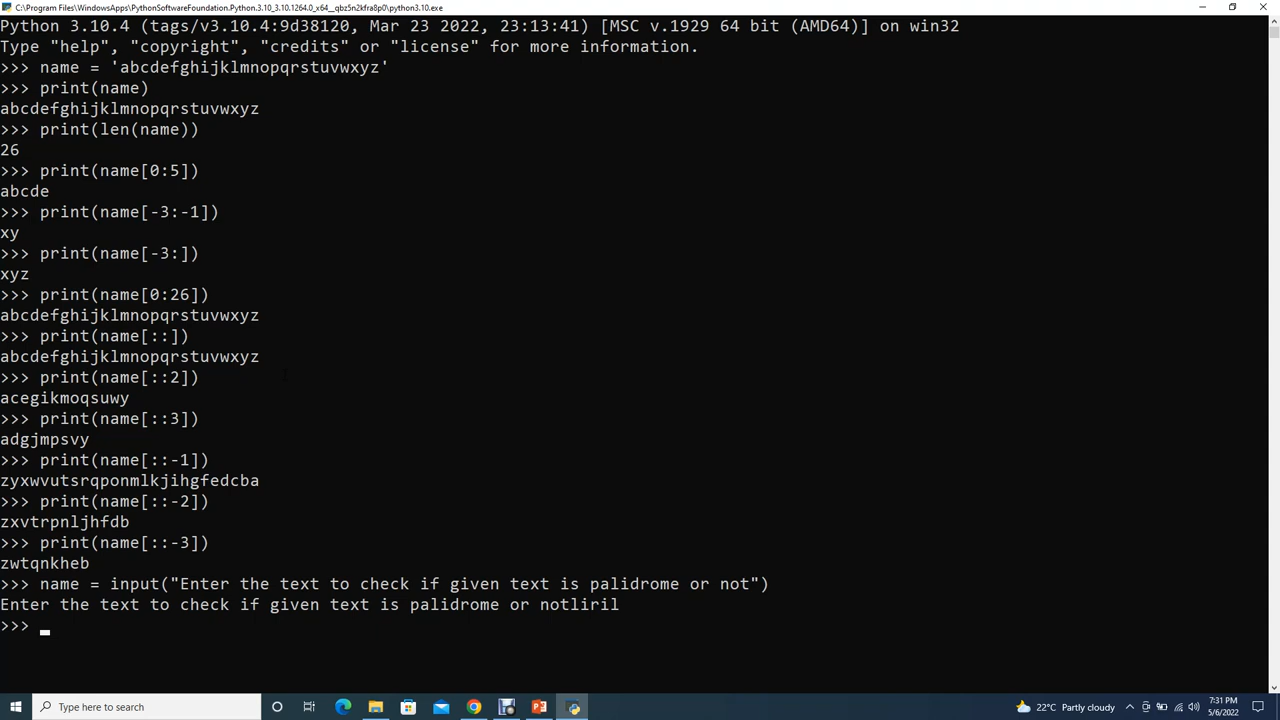 C:\Program Files\WindowsApps\PythonSoftwareFoundation.Python.3.10_3.10.1264.0_x64__qbz5n2kfra8p0\python3.10.exe
Python 3.10.4 (tags/v3.10.4:9d38120, Mar 23 2022, 23:13:41) [MSC v.1929 64 bit (AMD64)] on win32
Type "help", "copyright", "credits" or "license" for more information.
>>> name = 'abcdefghijklmnopqrstuvwxyz'
>>> print(name)
abcdefghijklmnopqrstuvwxyz
>>> print(len(name))
26
>>> print(name[0:5])
abcde
>>> print(name[-3:-1])
xy
>>> print(name[-3:])
xyz
>>> print(name[0:26])
abcdefghijklmnopqrstuvwxyz
>>> print(name[::])
abcdefghijklmnopqrstuvwxyz
>>> print(name[::2])
acegikmoqsuwy
>>> print(name[::3])
adgjmpsvy
>>> print(name[::-1])
zyxwvutsrqponmlkjihgfedcba
>>> print(name[::-2])
zxvtrpnljhfdb
>>> print(name[::-3])
zwtqnkheb
>>> name = input("Enter the text to check if given text is palidrome or not")
Enter the text to check if given text is palidrome or notliril
>>>
Type here to search
22°C Partly cloudy
7:31 PM
5/6/2022